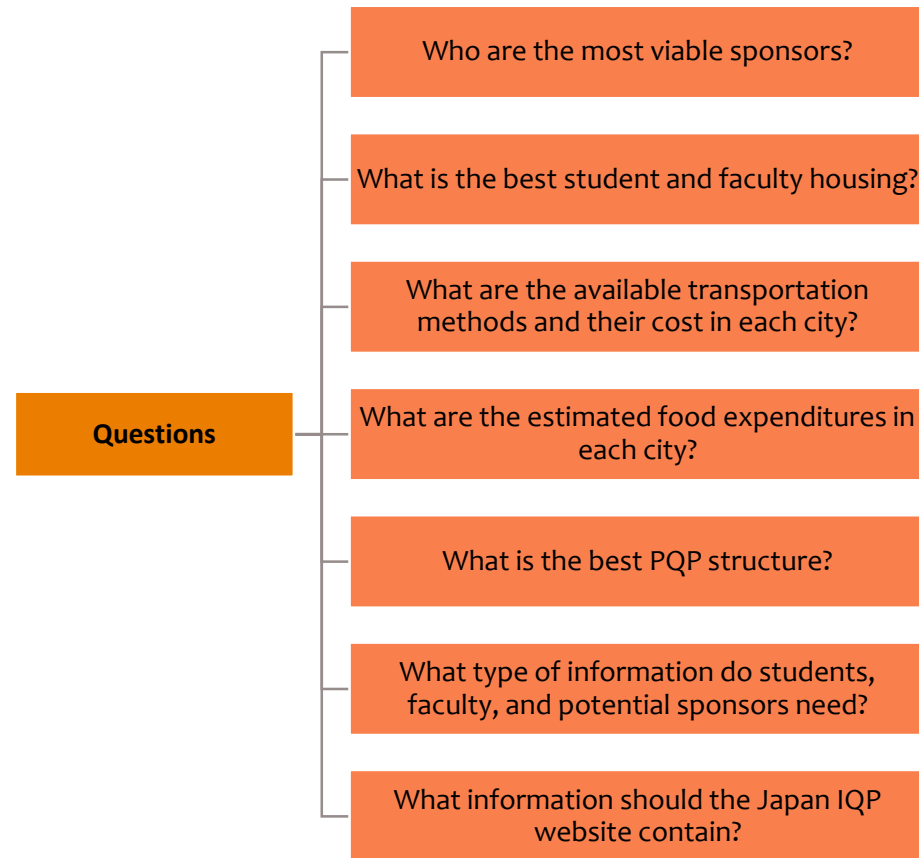 Who are the most viable sponsors?
What is the best student and faculty housing?
What are the available transportation
methods and their cost in each city?
Questions
What are the estimated food expenditures in
each city?
What is the best PQP structure?
What type of information do students,
faculty, and potential sponsors need?
What information should the Japan IQP
website contain?